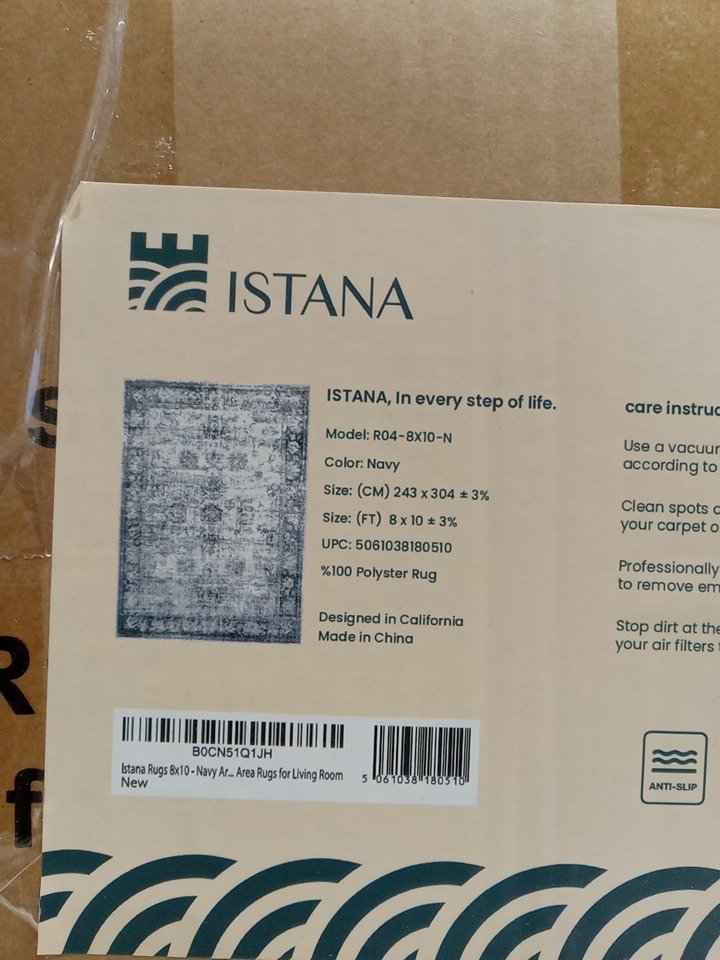 ISTANA
ISTANA, In every step of life.
Model: R04-8X10-N
Color: Navy
Size: (CM) 243 x 304 ± 3%
Size: (FT) 8 x 10 ± 3%
UPC: 5061038180510
%100 Polyster Rug
Designed in California
Made in China
care instruc
Use a vacuum
according to
Clean spots
your carpet
Professionally
to remove em
Stop dirt at the
your air filters
ANTI-SLIP
B0CN51Q1JH
Istana Rugs 8x10 - Navy Ar... Area Rugs for Living Room
New
5 061038 180510
s
R
f